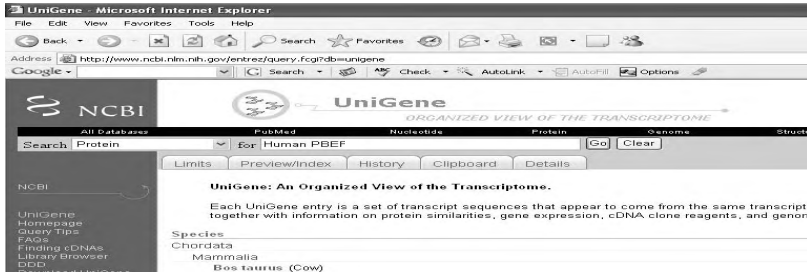 UniGene - Microsoft Internet Explorer
File Edit View Favorites Tools Help
Back Search Favorites
Address http://www.ncbi.nlm.nih.gov/entrez/query.fcgi?db=unigene
Google Search Check AutoLink AutoFill Options
NCBI UniGene
ORGANIZED VIEW OF THE TRANSCRIPTOME
All Databases PubMed Nucleotide Protein Genome Struct
Search Protein for Human PBEF Go Clear
Limits Preview/Index History Clipboard Details
NCBI
UniGene
Homepage
Query Tips
FAQs
Finding cDNAs
Library Browser
DDD
UniGene: An Organized View of the Transcriptome.
Each UniGene entry is a set of transcript sequences that appear to come from the same transcript
together with information on protein similarities, gene expression, cDNA clone reagents, and genon
Species
Chordata
Mammalia
Bos taurus (Cow)